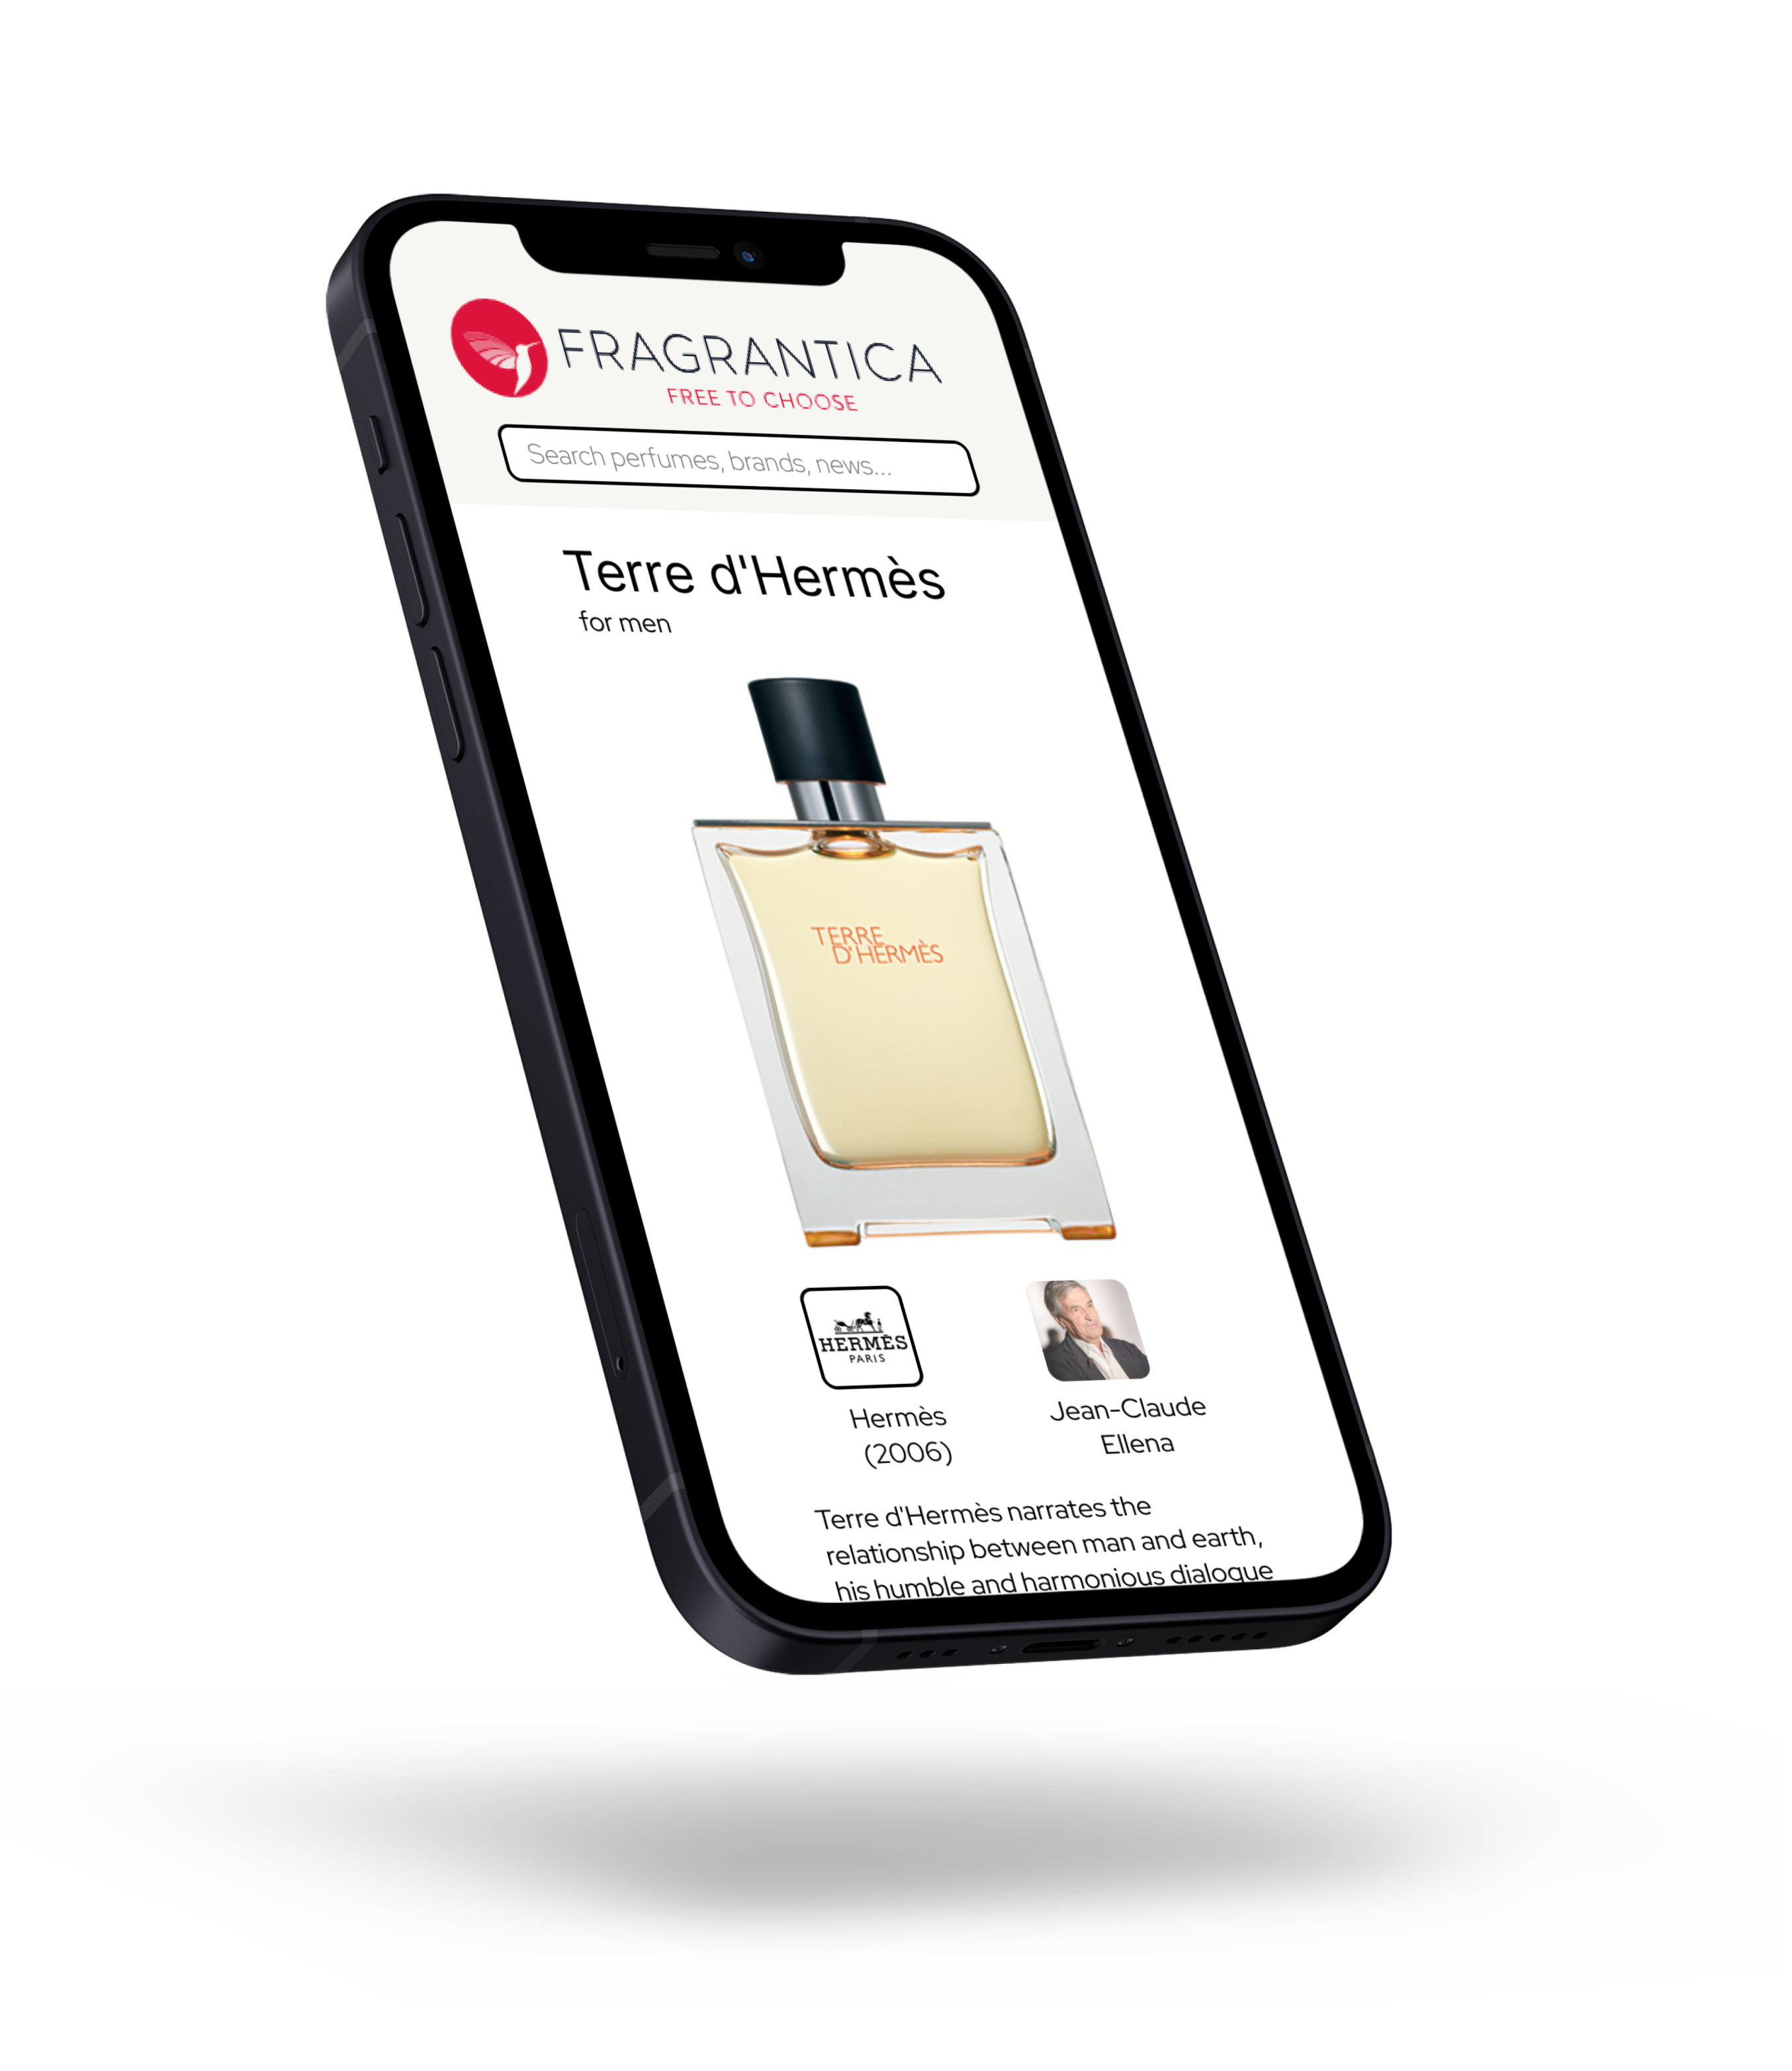 FRAGRANTICA
FREE TO CHOOSE
Search perfumes, brands, news...
Terre d'Hermès
for men
TERRE
D'HERMÈS
HERMÈS
PARIS
Hermès
(2006)
Jean-Claude
Ellena
Terre d'Hermès narrates the
relationship between man and earth,
his humble and harmonious dialogue